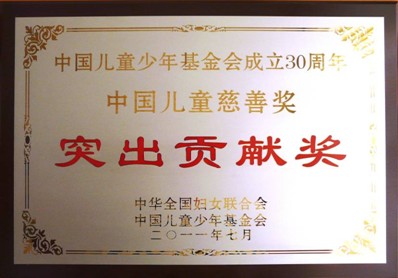 中国儿童少年基金会成立30周年
中国儿童慈善奖
突出贡献奖
中华全国妇女联合会
中国儿童少年基金会
二〇一一年七月